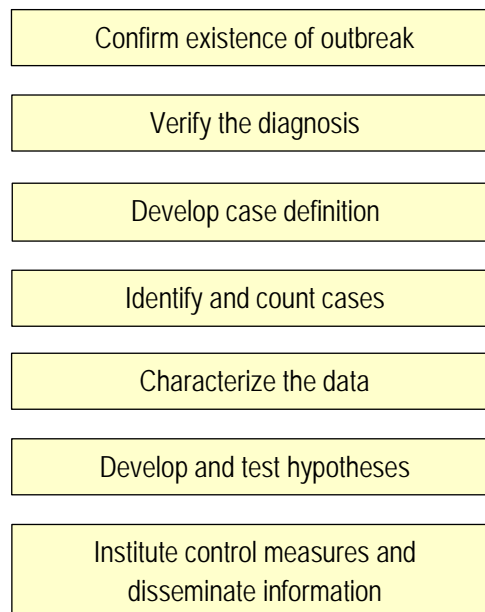 Confirm existence of outbreak
Verify the diagnosis
Develop case definition
Identify and count cases
Characterize the data
Develop and test hypotheses
Institute control measures and
disseminate information